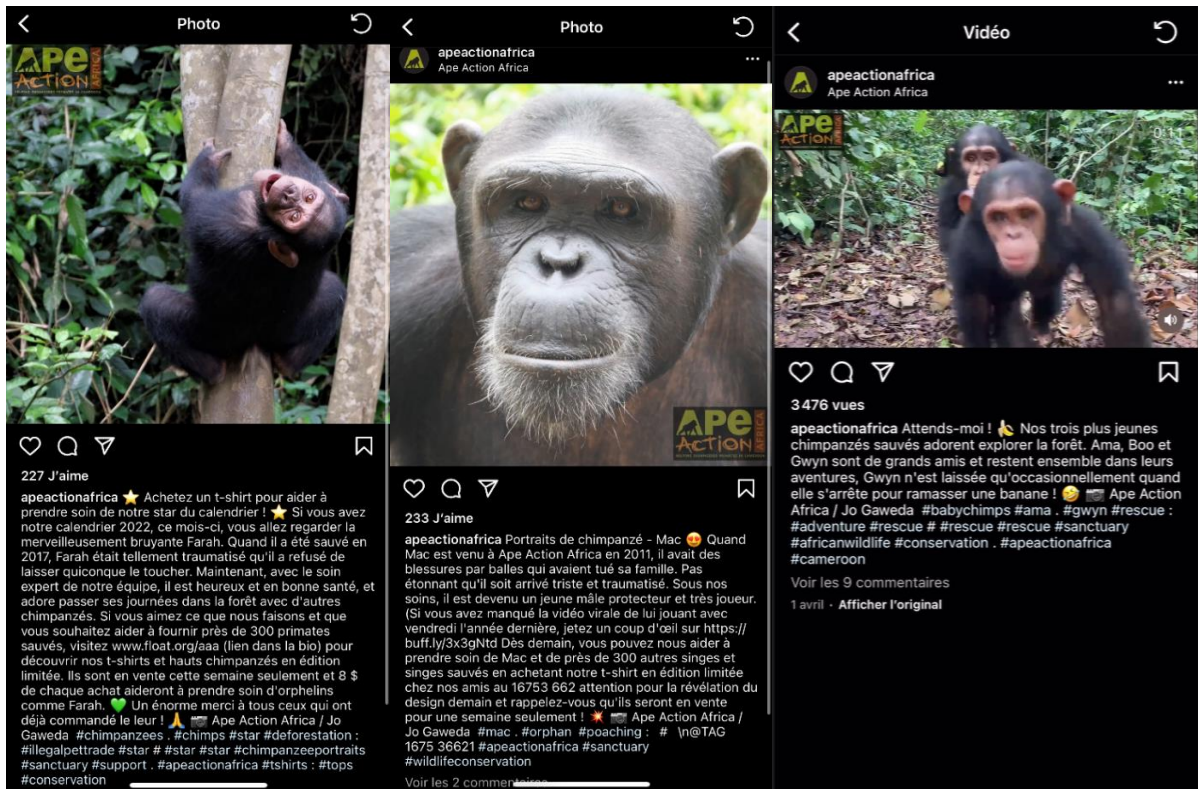 Photo
APE
ACTION
AFRICA
227 J'aime
apeactionafrica ⭐ Achetez un t-shirt pour aider à
prendre soin de notre star du calendrier ! ⭐ Si vous avez
notre calendrier 2022, ce mois-ci, vous allez regarder la
merveilleusement bruyante Farah. Quand il a été sauvé en
2017, Farah était tellement traumatisé qu'il a refusé de
laisser quiconque le toucher. Maintenant, avec le soin
expert de notre équipe, il est heureux et en bonne santé, et
adore passer ses journées dans la forêt avec d'autres
chimpanzés. Si vous aimez ce que nous faisons et que
vous souhaitez aider à fournir près de 300 primates
sauvés, visitez www.float.org/aaa (lien dans la bio) pour
découvrir nos t-shirts et hauts chimpanzés en édition
limitée. Ils sont en vente cette semaine seulement et 8 $
de chaque achat aideront à prendre soin d'orphelins
comme Farah. 💚 Un énorme merci à tous ceux qui ont
déjà commandé le leur ! 🙏 📷 Ape Action Africa / Jo
Gaweda #chimpanzees . #chimps #star #deforestation :
#illegalpettrade #star # #star #star #chimpanzeeportraits
#sanctuary #support . #apeactionafrica #tshirts : #tops
#conservation
Photo
apeactionafrica
Ape Action Africa
APE
ACTION
AFRICA
233 J'aime
apeactionafrica Portraits de chimpanzé - Mac 😍 Quand
Mac est venu à Ape Action Africa en 2011, il avait des
blessures par balles qui avaient tué sa famille. Pas
étonnant qu'il soit arrivé triste et traumatisé. Sous nos
soins, il est devenu un jeune mâle protecteur et très joueur.
(Si vous avez manqué la vidéo virale de lui jouant avec
vendredi l'année dernière, jetez un coup d'œil sur https://
buff.ly/3x3gNtd Dès demain, vous pouvez nous aider à
prendre soin de Mac et de près de 300 autres singes et
singes sauvés en achetant notre t-shirt en édition limitée
chez nos amis au 16753 662 attention pour la révélation du
design demain et rappelez-vous qu'ils seront en vente
pour une semaine seulement ! 💥 📷 Ape Action Africa /
Jo Gaweda #mac . #orphan #poaching : # \n@TAG
1675 36621 #apeactionafrica #sanctuary
#wildlifeconservation
Voir les 2 commentaires
Vidéo
apeactionafrica
Ape Action Africa
APE
ACTION
AFRICA
0:11
3 476 vues
apeactionafrica Attends-moi ! 🍌 Nos trois plus jeunes
chimpanzés sauvés adorent explorer la forêt. Ama, Boo et
Gwyn sont de grands amis et restent ensemble dans leurs
aventures, Gwyn n'est laissée qu'occasionnellement quand
elle s'arrête pour ramasser une banane ! 🤣 📷 Ape Action
Africa / Jo Gaweda #babychimps #ama . #gwyn #rescue :
#adventure #rescue # #rescue #rescue #sanctuary
#africanwildlife #conservation . #apeactionafrica
#cameroon
Voir les 9 commentaires
1 avril · Afficher l'original